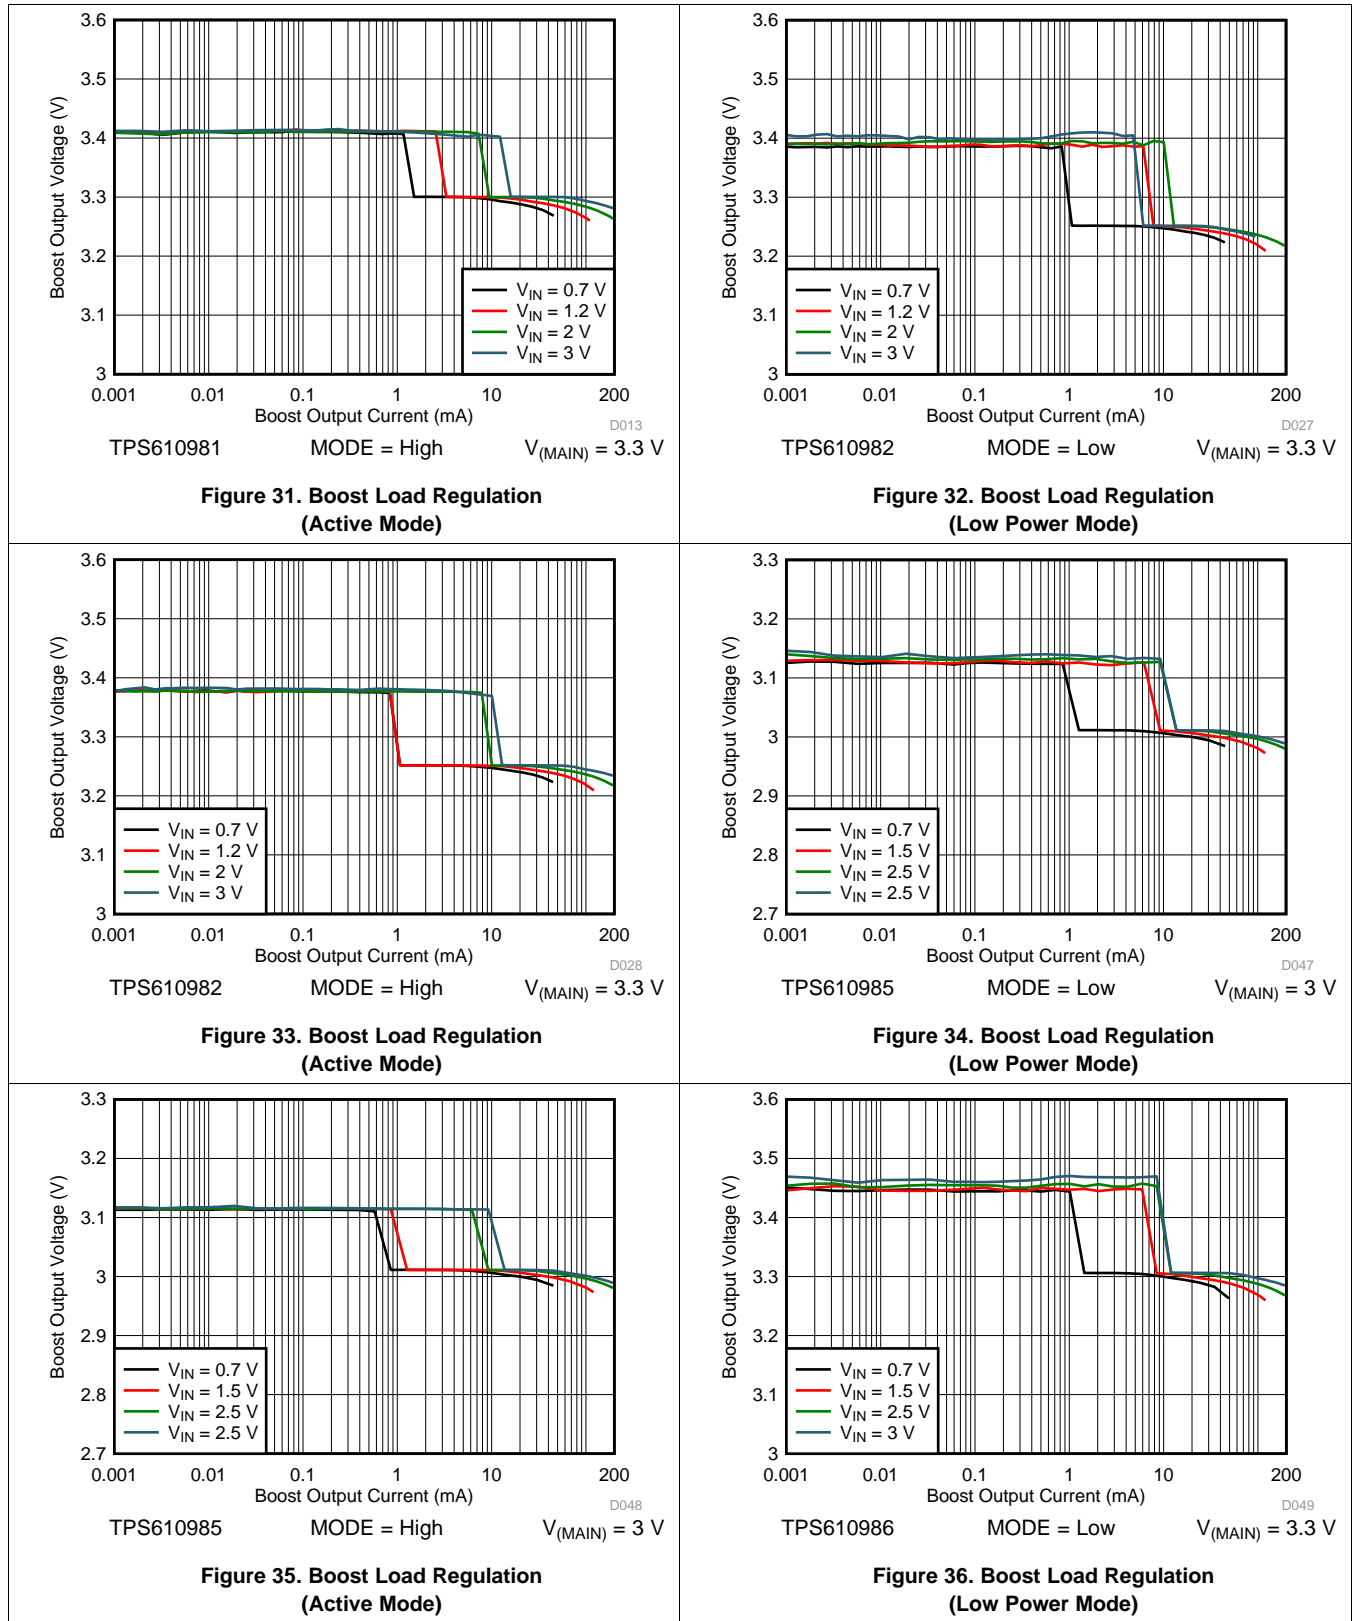 3.6
3.5
3.4
3.3
3.2
3.1
3
Boost Output Voltage (V)
VIN = 0.7 V
VIN = 1.2 V
VIN = 2 V
VIN = 3 V
0.001 0.01 0.1 1 10 200
Boost Output Current (mA)
D013
TPS610981 MODE = High V(MAIN) = 3.3 V
Figure 31. Boost Load Regulation
(Active Mode)
3.6
3.5
3.4
3.3
3.2
3.1
3
Boost Output Voltage (V)
VIN = 0.7 V
VIN = 1.2 V
VIN = 2 V
VIN = 3 V
0.001 0.01 0.1 1 10 200
Boost Output Current (mA)
D027
TPS610982 MODE = Low V(MAIN) = 3.3 V
Figure 32. Boost Load Regulation
(Low Power Mode)
3.6
3.5
3.4
3.3
3.2
3.1
3
Boost Output Voltage (V)
VIN = 0.7 V
VIN = 1.2 V
VIN = 2 V
VIN = 3 V
0.001 0.01 0.1 1 10 200
Boost Output Current (mA)
D028
TPS610982 MODE = High V(MAIN) = 3.3 V
Figure 33. Boost Load Regulation
(Active Mode)
3.3
3.2
3.1
3
2.9
2.8
2.7
Boost Output Voltage (V)
VIN = 0.7 V
VIN = 1.5 V
VIN = 2.5 V
VIN = 2.5 V
0.001 0.01 0.1 1 10 200
Boost Output Current (mA)
D047
TPS610985 MODE = Low V(MAIN) = 3 V
Figure 34. Boost Load Regulation
(Low Power Mode)
3.3
3.2
3.1
3
2.9
2.8
2.7
Boost Output Voltage (V)
VIN = 0.7 V
VIN = 1.5 V
VIN = 2.5 V
VIN = 2.5 V
0.001 0.01 0.1 1 10 200
Boost Output Current (mA)
D048
TPS610985 MODE = High V(MAIN) = 3 V
Figure 35. Boost Load Regulation
(Active Mode)
3.6
3.5
3.4
3.3
3.2
3.1
3
Boost Output Voltage (V)
VIN = 0.7 V
VIN = 1.5 V
VIN = 2.5 V
VIN = 3 V
0.001 0.01 0.1 1 10 200
Boost Output Current (mA)
D049
TPS610986 MODE = Low V(MAIN) = 3.3 V
Figure 36. Boost Load Regulation
(Low Power Mode)